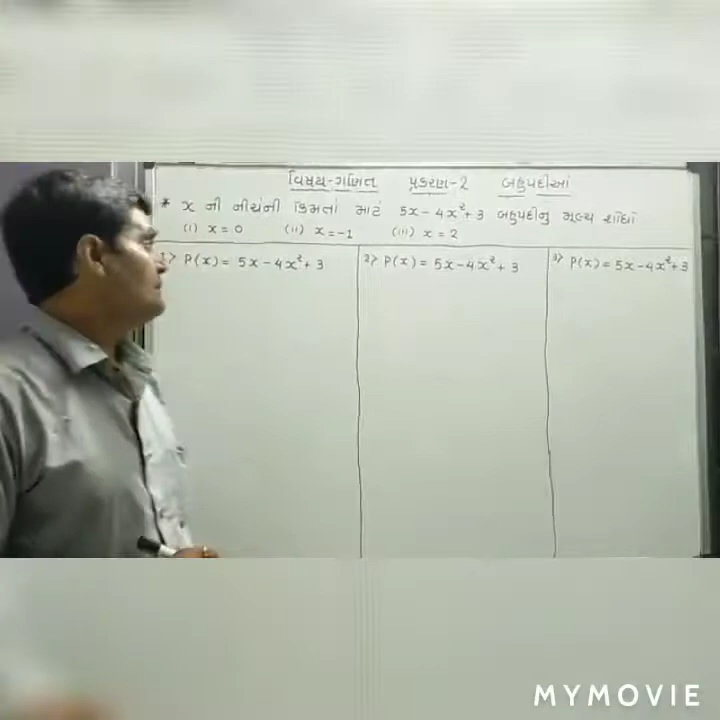 વિષય-ગણિત પ્રકરણ-2 બહુપદીઓ
* x ની નીચેની કિંમતો માટે 5x - 4x² + 3 બહુપદીનુ મૂલ્ય શોધો
(i) x = 0 (ii) x = -1 (iii) x = 2
1> P(x) = 5x - 4x² + 3
2> P(x) = 5x - 4x² + 3
3> P(x) = 5x - 4x² + 3
MYMOVIE